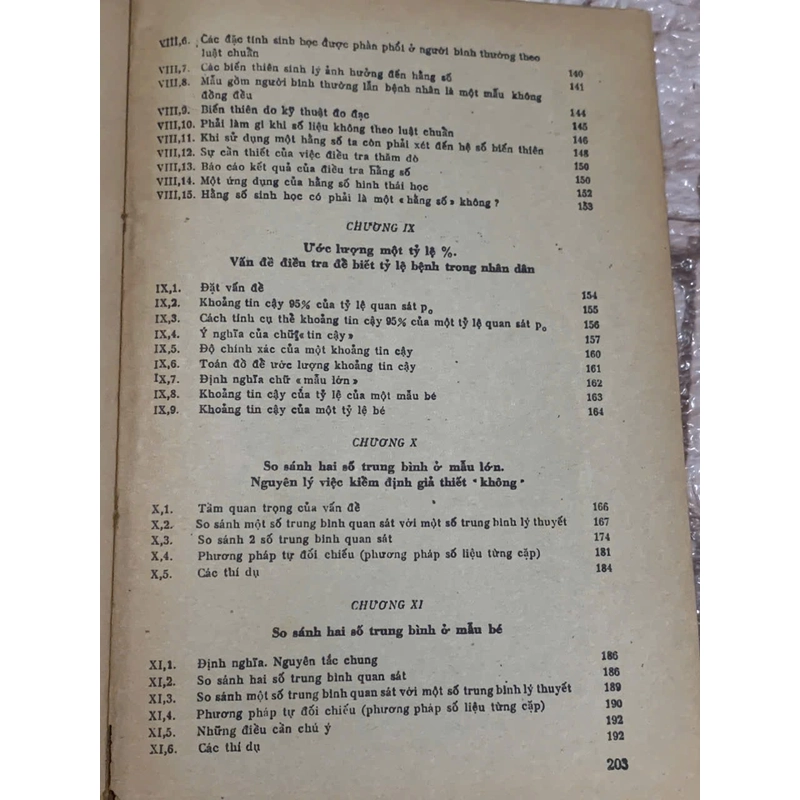 VIII,6. Các đặc tính sinh học được phân phối ở người bình thường theo
luật chuẩn 140
VIII,7. Các biến thiên sinh lý ảnh hưởng đến hằng số 141
VIII,8. Mẫu gồm người bình thường lẫn bệnh nhân là một mẫu không
đồng đều 144
VIII,9. Biến thiên do kỹ thuật đo đạc 145
VIII,10. Phải làm gì khi số liệu không theo luật chuẩn 146
VIII,11. Khi sử dụng một hằng số ta còn phải xét đến hệ số biến thiên 148
VIII,12. Sự cần thiết của việc điều tra thăm dò 150
VIII,13. Báo cáo kết quả của điều tra hằng số 150
VIII,14. Một ứng dụng của hằng số hình thái học 152
VIII,15. Hằng số sinh học có phải là một « hằng số » không ? 153
CHƯƠNG IX
Ước lượng một tỷ lệ %.
Vấn đề điều tra để biết tỷ lệ bệnh trong nhân dân
IX,1. Đặt vấn đề 154
IX,2. Khoảng tin cậy 95% của tỷ lệ quan sát p₀ 155
IX,3. Cách tính cụ thể khoảng tin cậy 95% của một tỷ lệ quan sát p₀ 156
IX,4. Ý nghĩa của chữ « tin cậy » 157
IX,5. Độ chính xác của một khoảng tin cậy 160
IX,6. Toán đồ để ước lượng khoảng tin cậy 161
IX,7. Định nghĩa chữ « mẫu lớn » 162
IX,8. Khoảng tin cậy của tỷ lệ của một mẫu bé 163
IX,9. Khoảng tin cậy của một tỷ lệ bé 164
CHƯƠNG X
So sánh hai số trung bình ở mẫu lớn.
Nguyên lý việc kiểm định giả thiết "không"
X,1. Tầm quan trọng của vấn đề 166
X,2. So sánh một số trung bình quan sát với một số trung bình lý thuyết 167
X,3. So sánh 2 số trung bình quan sát 174
X,4. Phương pháp tự đối chiếu (phương pháp số liệu từng cặp) 181
X,5. Các thí dụ 184
CHƯƠNG XI
So sánh hai số trung bình ở mẫu bé
XI,1. Định nghĩa. Nguyên tắc chung 186
XI,2. So sánh hai số trung bình quan sát 186
XI,3. So sánh một số trung bình quan sát với một số trung bình lý thuyết 189
XI,4. Phương pháp tự đối chiếu (phương pháp số liệu từng cặp) 190
XI,5. Những điều cần chú ý 192
XI,6. Các thí dụ 192
203